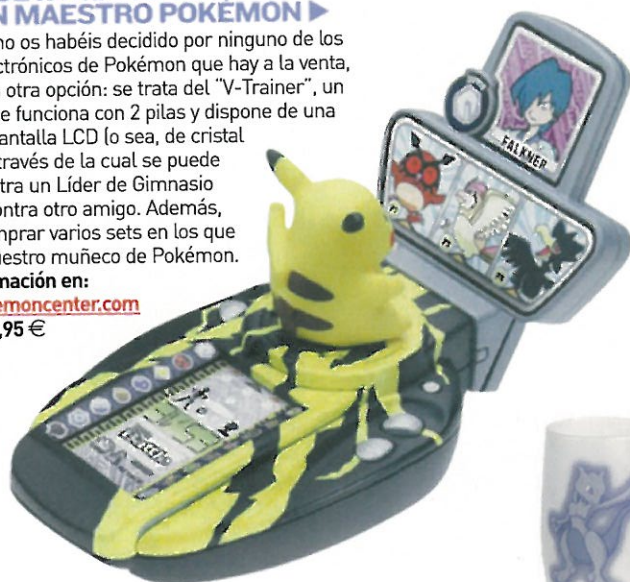 N MAESTRO POKÉMON
no os habéis decidido por ninguno de los
ctrónicos de Pokémon que hay a la venta,
otra opción: se trata del "V-Trainer", un
e funciona con 2 pilas y dispone de una
antalla LCD (o sea, de cristal
través de la cual se puede
tra un Líder de Gimnasio
ontra otro amigo. Además,
mprar varios sets en los que
uestro muñeco de Pokémon.
mación en:
emoncenter.com
,95 €
FALKNER